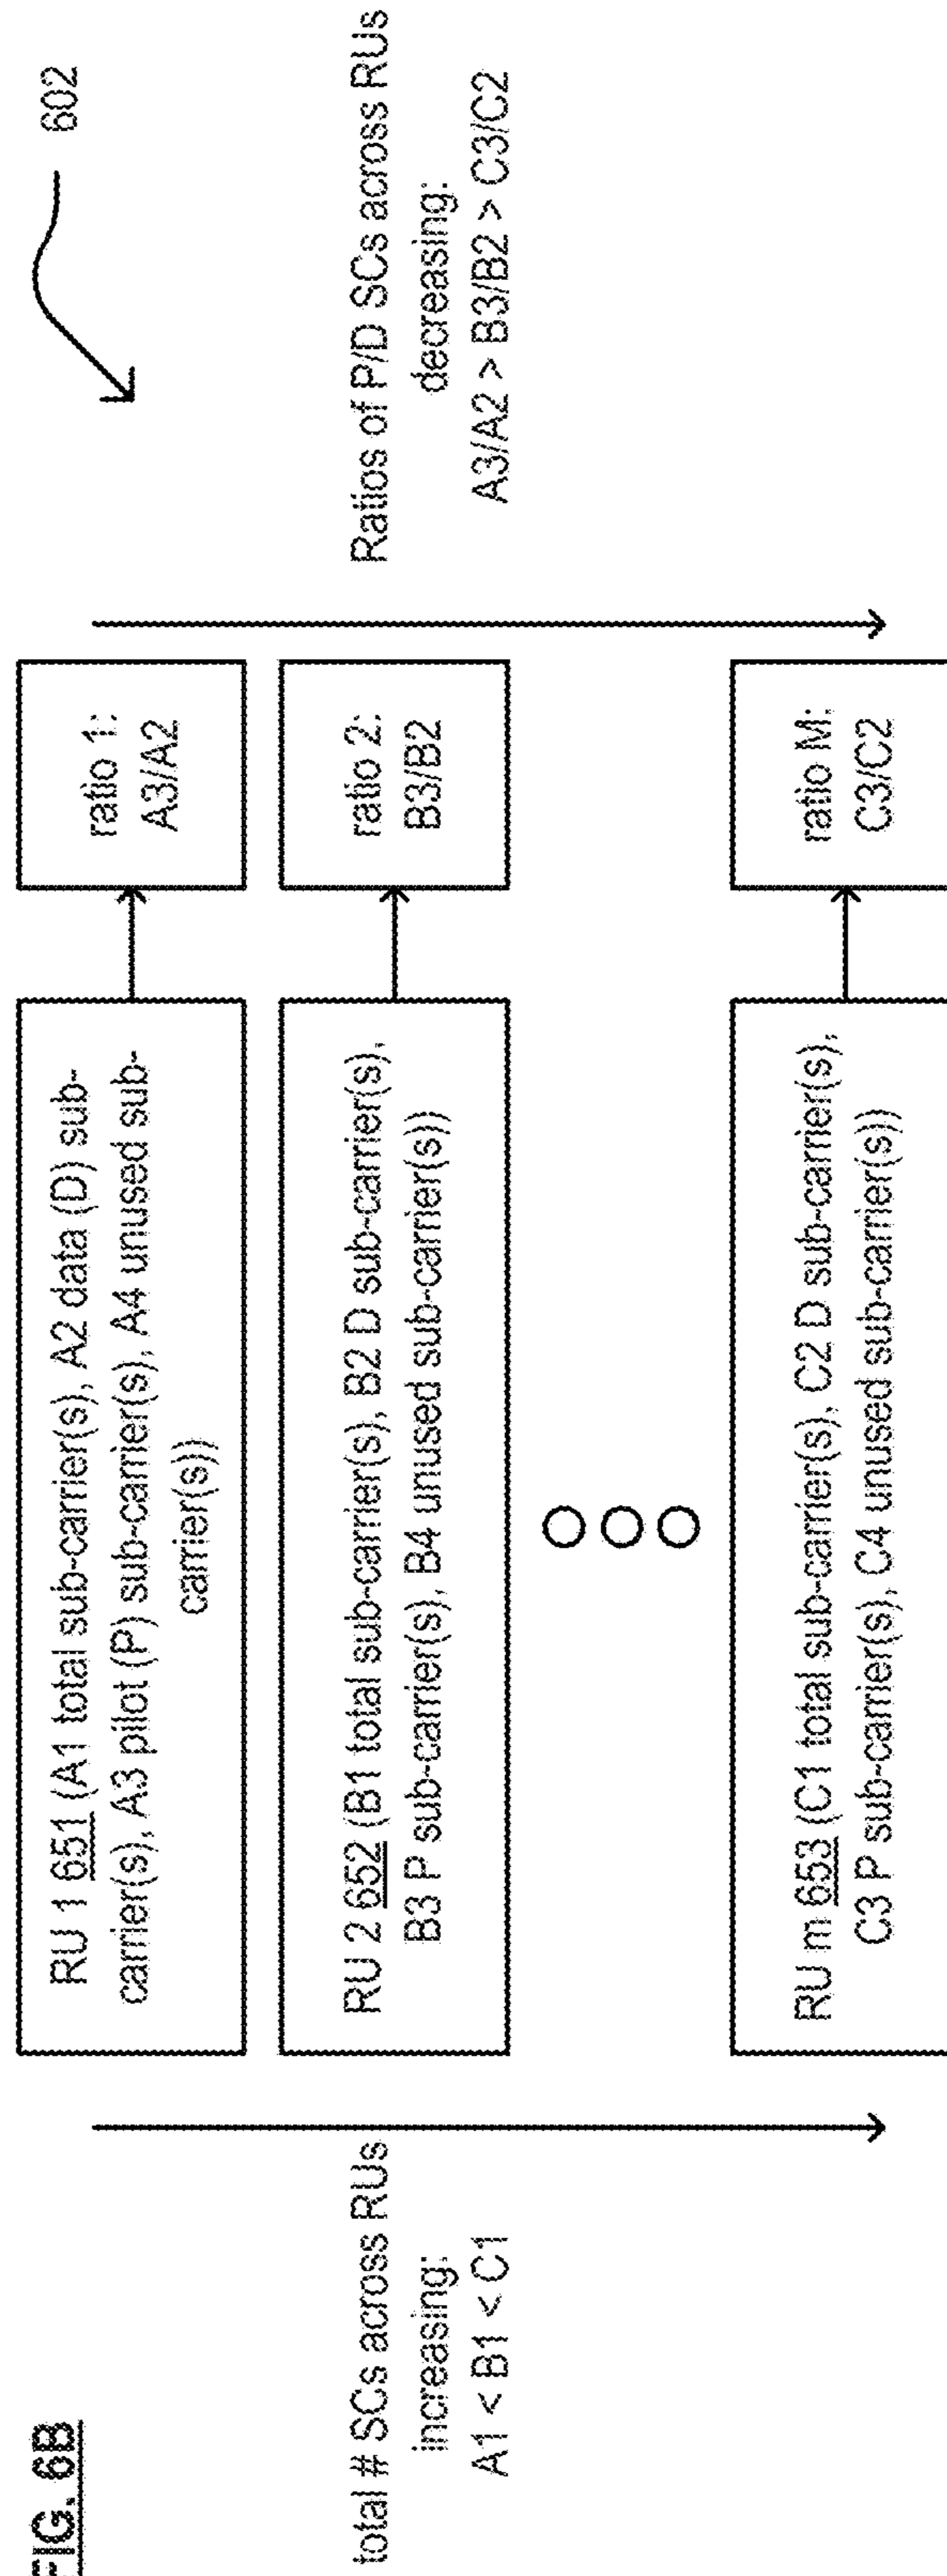 FIG. 6B
602
total # SCs across RUs
increasing:
A1 < B1 < C1
RU 1 651 (A1 total sub-carrier(s), A2 data (D) sub-
carrier(s), A3 pilot (P) sub-carrier(s), A4 unused sub-
carrier(s))
ratio 1:
A3/A2
RU 2 652 (B1 total sub-carrier(s), B2 D sub-carrier(s),
B3 P sub-carrier(s), B4 unused sub-carrier(s))
ratio 2:
B3/B2
RU m 653 (C1 total sub-carrier(s), C2 D sub-carrier(s),
C3 P sub-carrier(s), C4 unused sub-carrier(s))
ratio M:
C3/C2
Ratios of P/D SCs across RUs
decreasing:
A3/A2 > B3/B2 > C3/C2